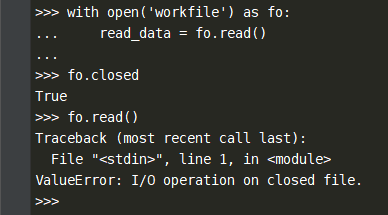 >>> with open('workfile') as fo:
...     read_data = fo.read()
...
>>> fo.closed
True
>>> fo.read()
Traceback (most recent call last):
  File "<stdin>", line 1, in <module>
ValueError: I/O operation on closed file.
>>>